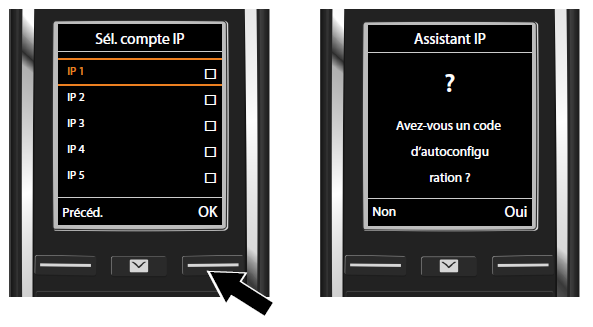 Sél. compte IP
IP 1
IP 2
IP 3
IP 4
IP 5
Précéd. OK
Assistant IP
?
Avez-vous un code
d'autoconfigu
ration ?
Non Oui